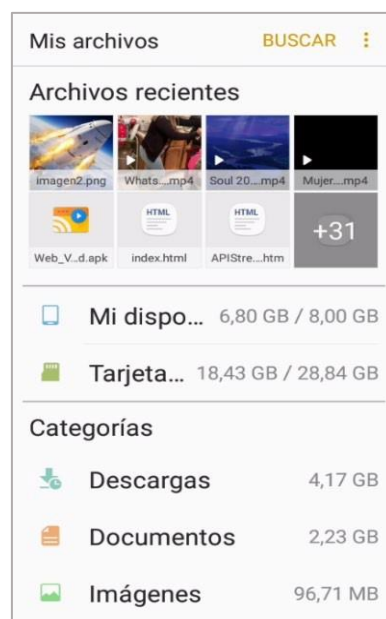 Mis archivos BUSCAR
Archivos recientes
imagen2.png Whats....mp4 Soul 20....mp4 Mujer....mp4
HTML HTML
+31
Web_V...d.apk index.html APIStre....htm
Mi dispo... 6,80 GB / 8,00 GB
Tarjeta... 18,43 GB / 28,84 GB
Categorías
Descargas 4,17 GB
Documentos 2,23 GB
Imágenes 96,71 MB